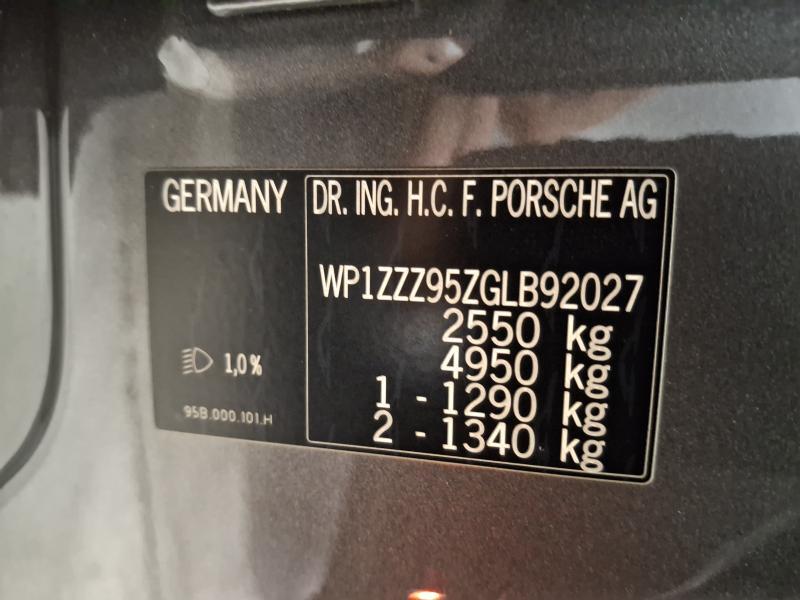 GERMANY
DR. ING. H.C. F. PORSCHE AG
WP1ZZZ95ZGLB92027
2550 kg
4950 kg
1 - 1290 kg
2 - 1340 kg
1,0%
95B.000.101.H